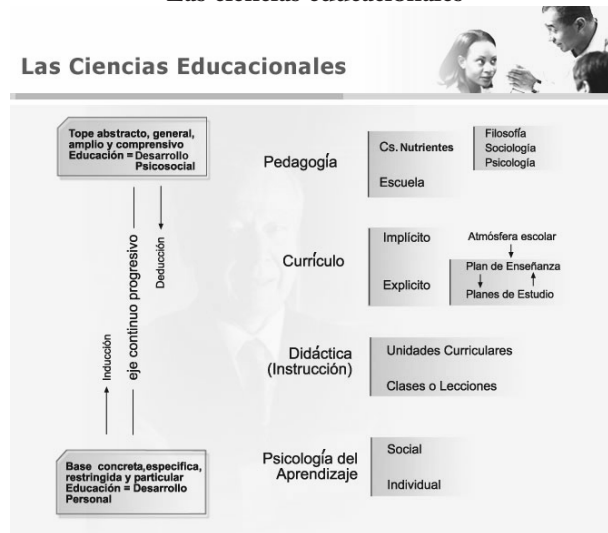 Las ciencias educacionales
Las Ciencias Educacionales
Tope abstracto, general,
amplio y comprensivo
Educación = Desarrollo
Psicosocial
Deducción
eje continuo progresivo
Inducción
Base concreta,especifica,
restringida y particular
Educación = Desarrollo
Personal
Pedagogía
Cs. Nutrientes
Escuela
Filosofía
Sociología
Psicología
Currículo
Implícito
Explicito
Atmósfera escolar
Plan de Enseñanza
Planes de Estudio
Didáctica
(Instrucción)
Unidades Curriculares
Clases o Lecciones
Psicología del
Aprendizaje
Social
Individual